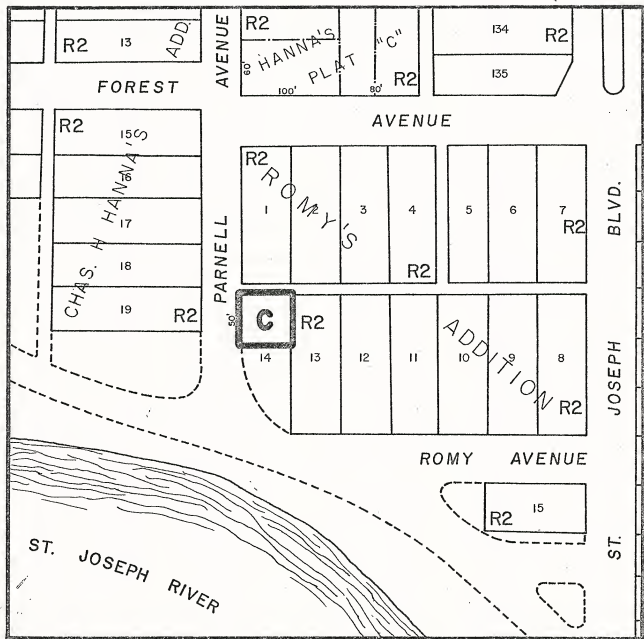 R2 13 ADD.
AVENUE
R2
HANNA'S PLAT "C"
60'
100'
80'
R2
134 R2
135
FOREST AVENUE
R2
15
16
17
18
19 R2
CHAS. H HANNA'S
PARNELL
R2
1
2
3
4
R2
5
6
7
R2
ROMY'S
BLVD.
50'
C
R2
14
13
12
11
10
9
8
R2
ADDITION
JOSEPH
ROMY AVENUE
15
R2
ST.
ST. JOSEPH RIVER